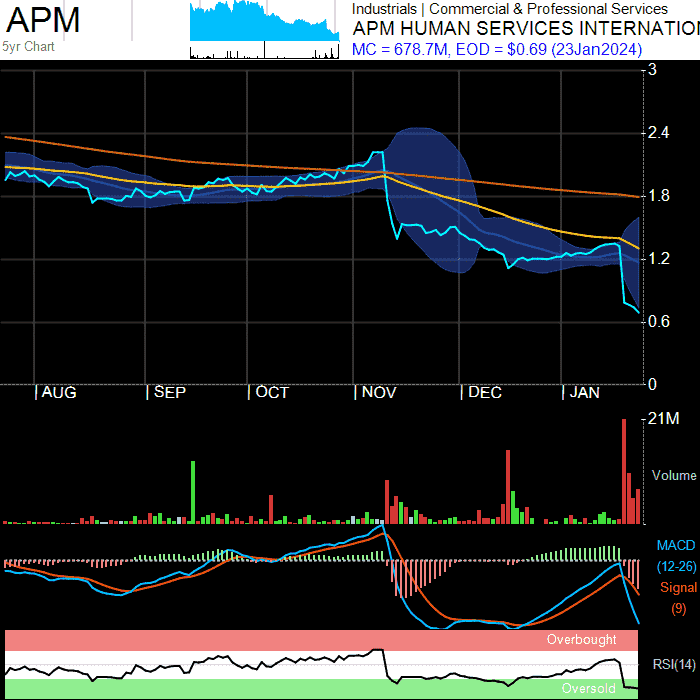 APM
5yr Chart
Industrials | Commercial & Professional Services
APM HUMAN SERVICES INTERNATIO
MC = 678.7M, EOD = $0.69 (23Jan2024)
3
2.4
1.8
1.2
0.6
0
AUG
SEP
OCT
NOV
DEC
JAN
21M
Volume
MACD
(12-26)
Signal
(9)
Overbought
RSI(14)
Oversold